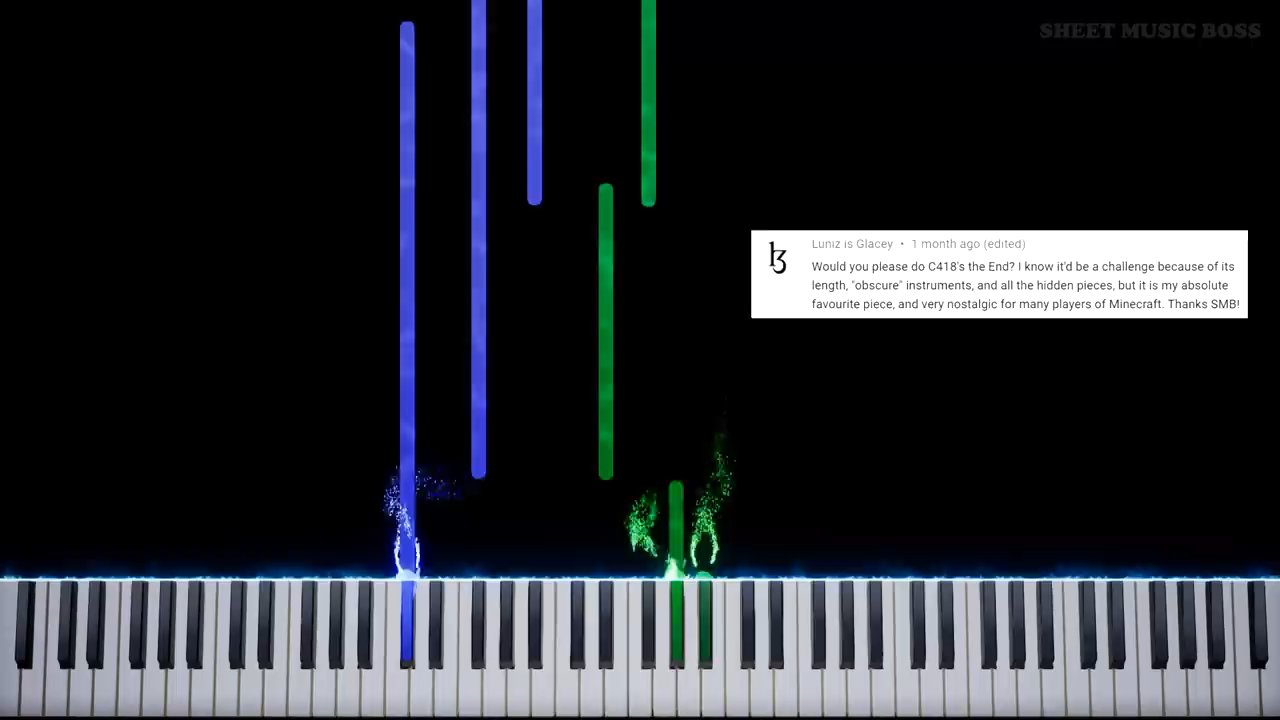 SHEET MUSIC BOSS
Luniz is Glacey • 1 month ago (edited)
Would you please do C418's the End? I know it'd be a challenge because of its
length, "obscure" instruments, and all the hidden pieces, but it is my absolute
favourite piece, and very nostalgic for many players of Minecraft. Thanks SMB!